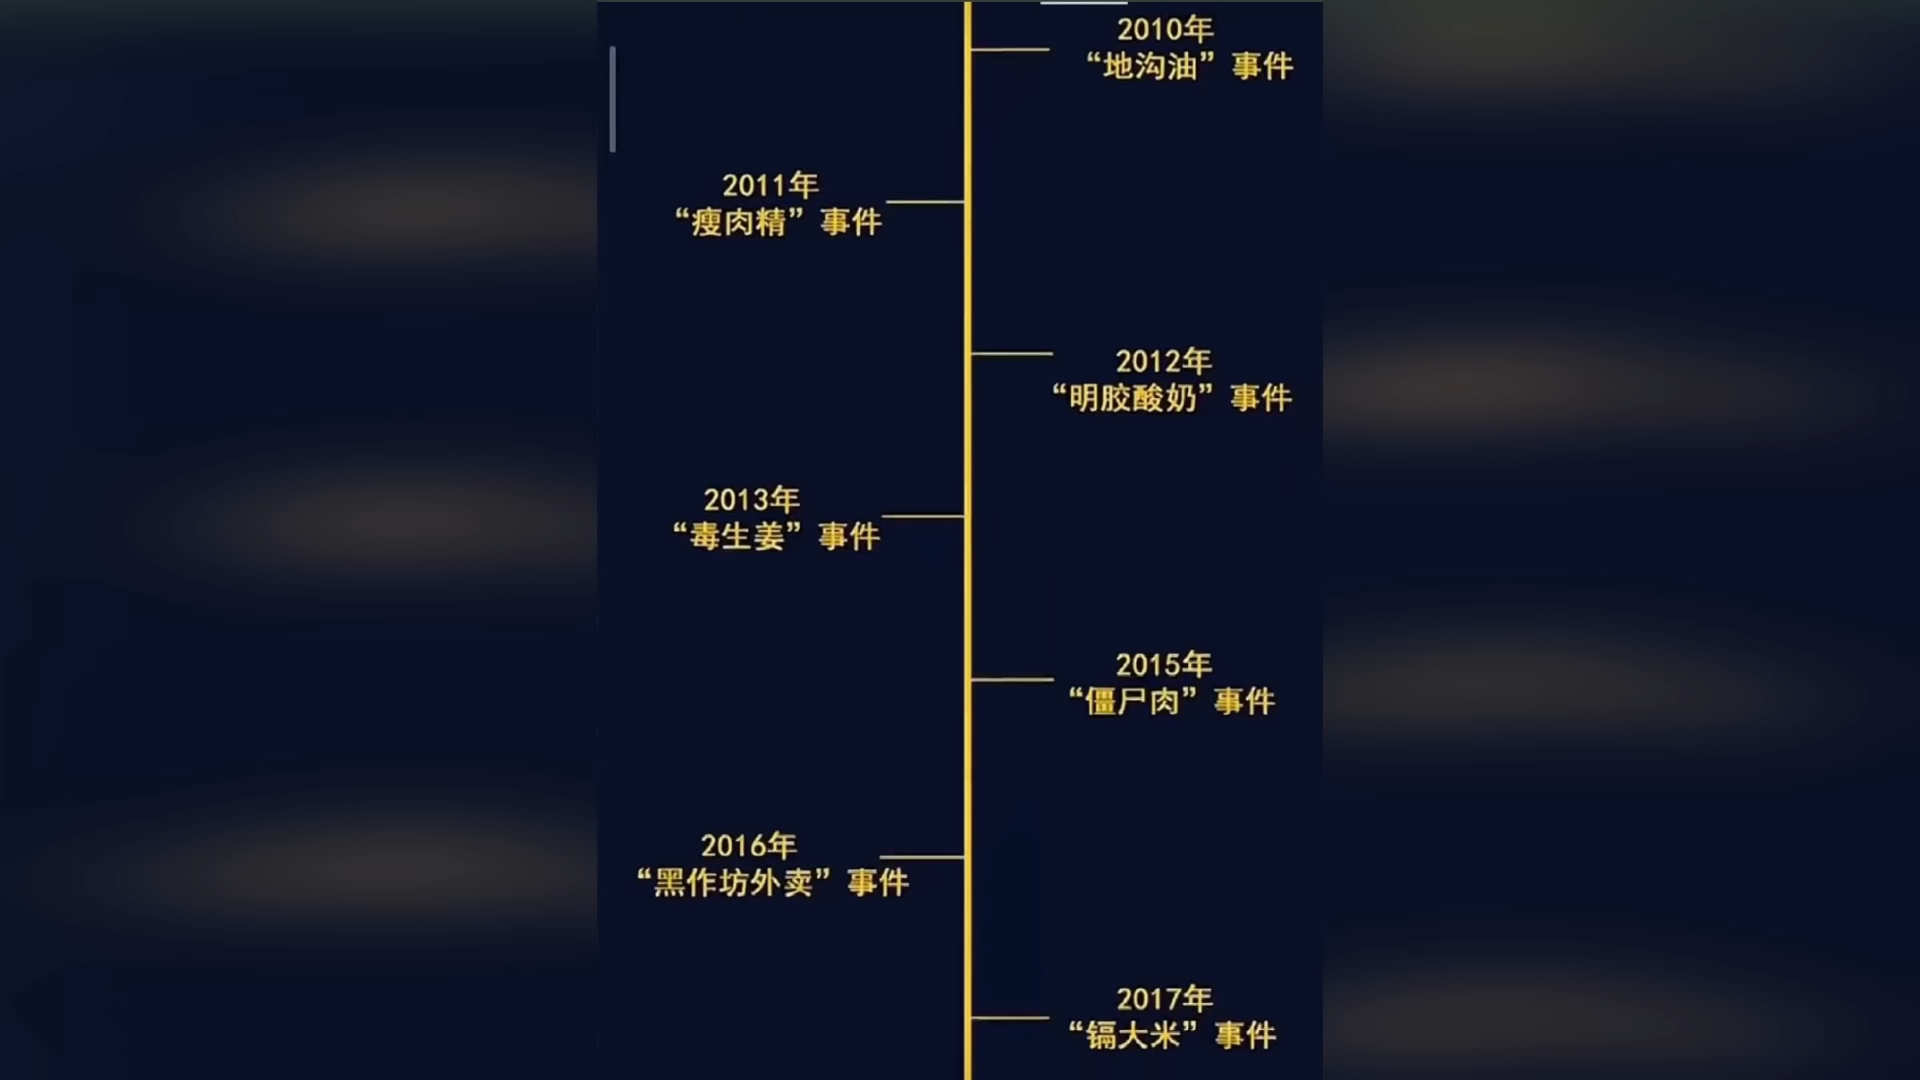 2010年
“地沟油”事件
2011年
“瘦肉精”事件
2012年
“明胶酸奶”事件
2013年
“毒生姜”事件
2015年
“僵尸肉”事件
2016年
“黑作坊外卖”事件
2017年
“镉大米”事件